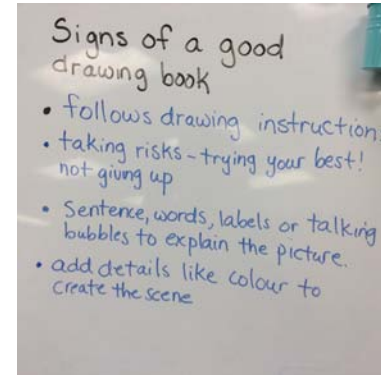 Signs of a good
drawing book
• follows drawing instruction.
• taking risks - trying your best!
not giving up
• Sentence, words, labels or talking
bubbles to explain the picture.
• add details like colour to
create the scene